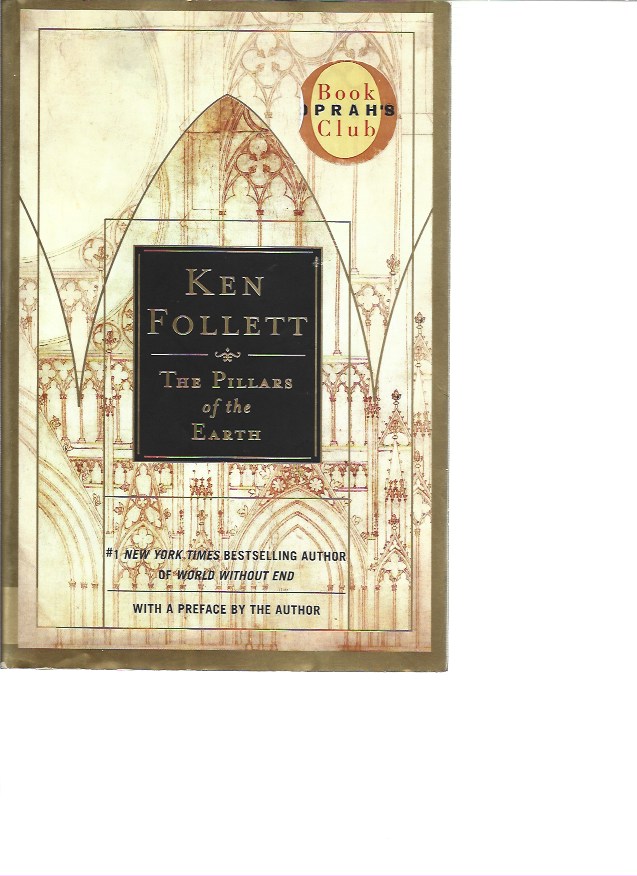 Book
OPRAH'S
Club
KEN
FOLLETT
THE PILLARS
of the
EARTH
#1 NEW YORK TIMES BESTSELLING AUTHOR
OF WORLD WITHOUT END
WITH A PREFACE BY THE AUTHOR